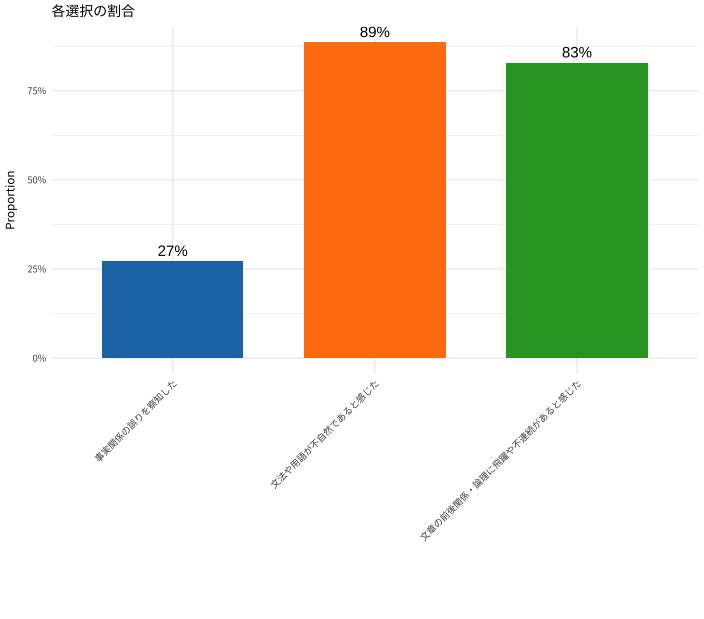 各選択の割合
89%
83%
75%
Proportion
50%
27%
25%
0%
事実関係の誤りを察知した
文法や用語が不自然であると感じた
文章の前後関係・論理に飛躍や不連続があると感じた